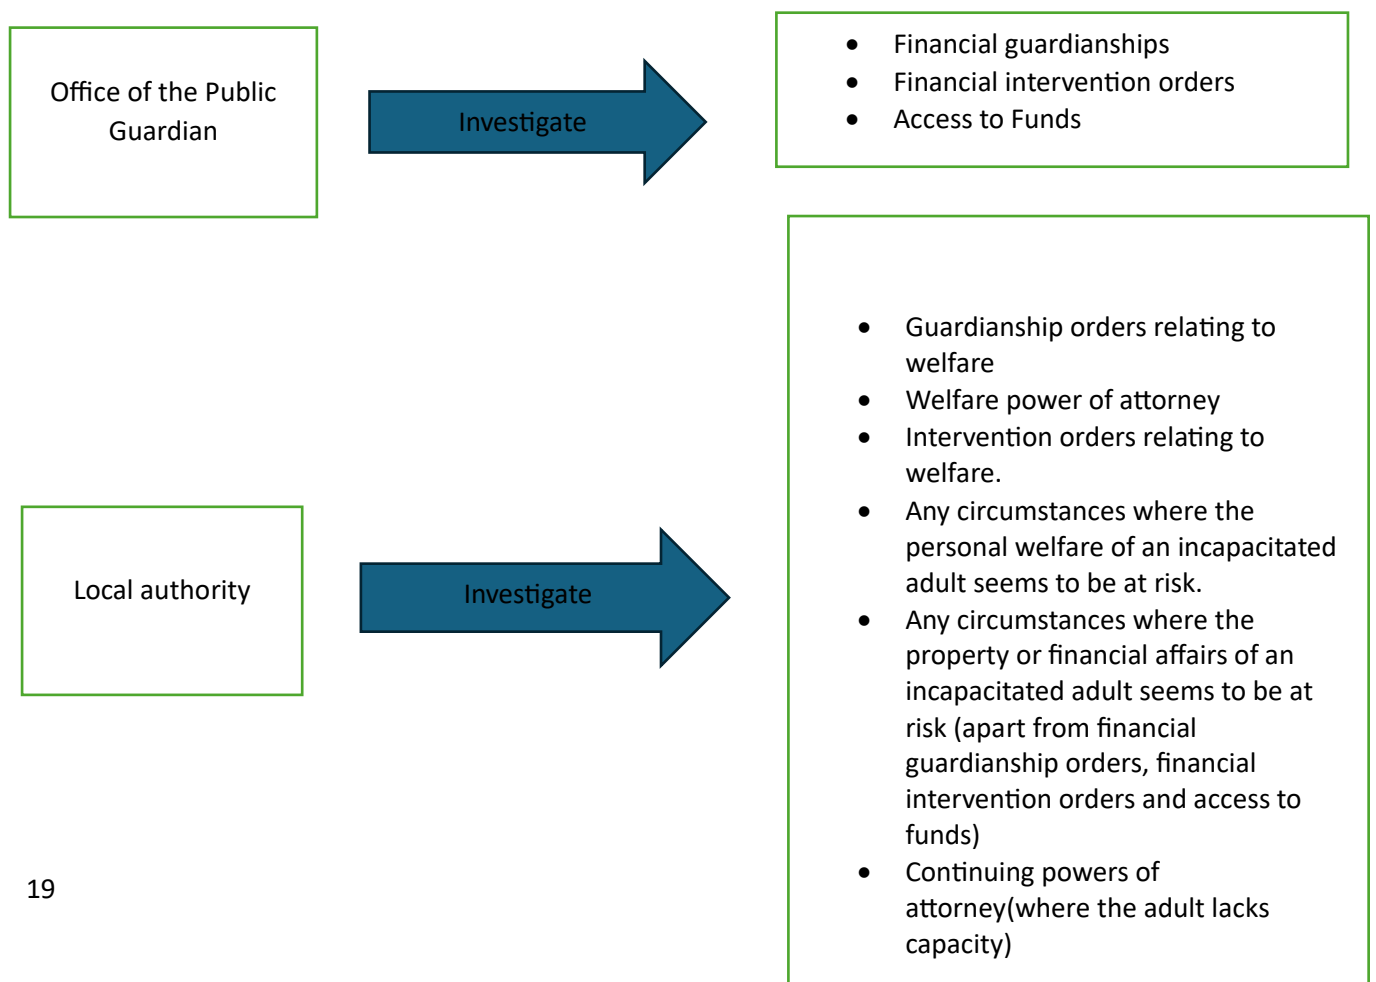 Office of the Public
Guardian
Investigate
• Financial guardianships
• Financial intervention orders
• Access to Funds
Local authority
Investigate
• Guardianship orders relating to
welfare
• Welfare power of attorney
• Intervention orders relating to
welfare.
• Any circumstances where the
personal welfare of an incapacitated
adult seems to be at risk.
• Any circumstances where the
property or financial affairs of an
incapacitated adult seems to be at
risk (apart from financial
guardianship orders, financial
intervention orders and access to
funds)
• Continuing powers of
attorney(where the adult lacks
capacity)
19